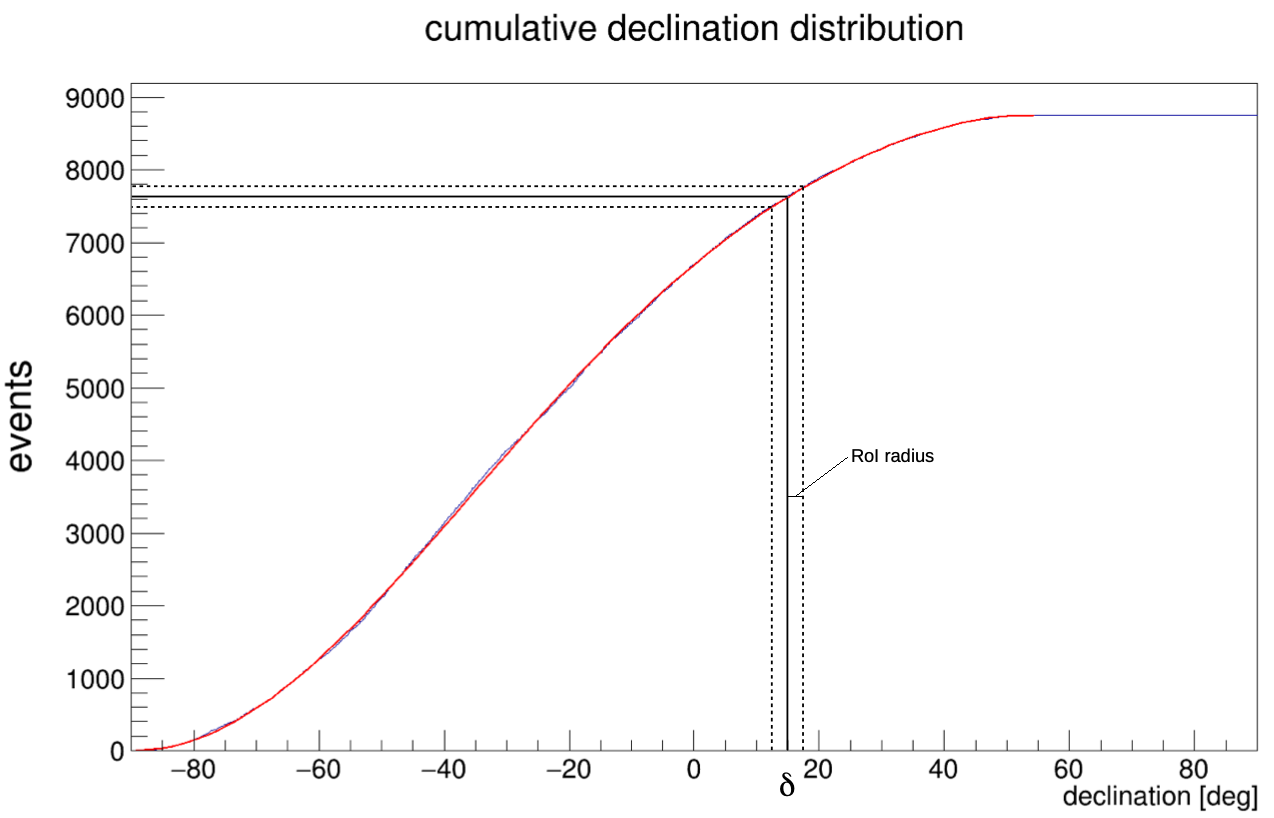 cumulative declination distribution
9000
8000
7000
6000
5000
4000
3000
2000
1000
0
events
RoI radius
−80 −60 −40 −20 0 20 40 60 80
δ
declination [deg]